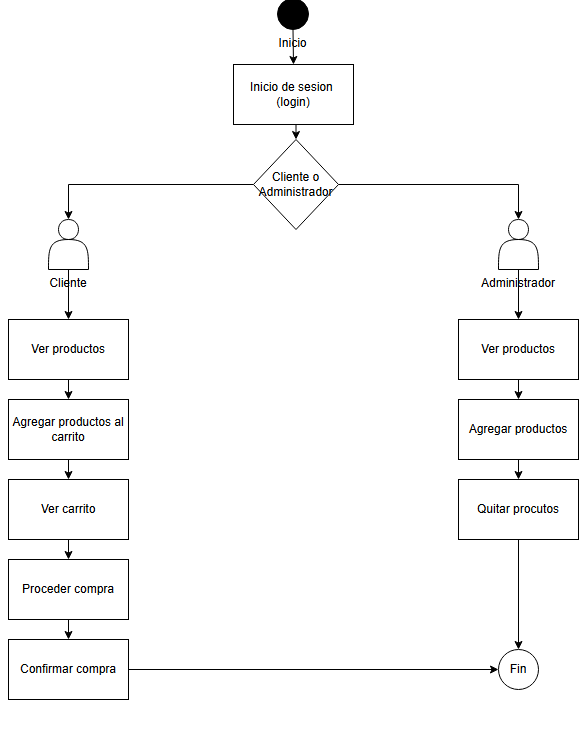 Inicio
Inicio de sesion
(login)
Cliente o
Administrador
Cliente
Administrador
Ver productos
Ver productos
Agregar productos al
carrito
Agregar productos
Ver carrito
Quitar procutos
Proceder compra
Confirmar compra
Fin